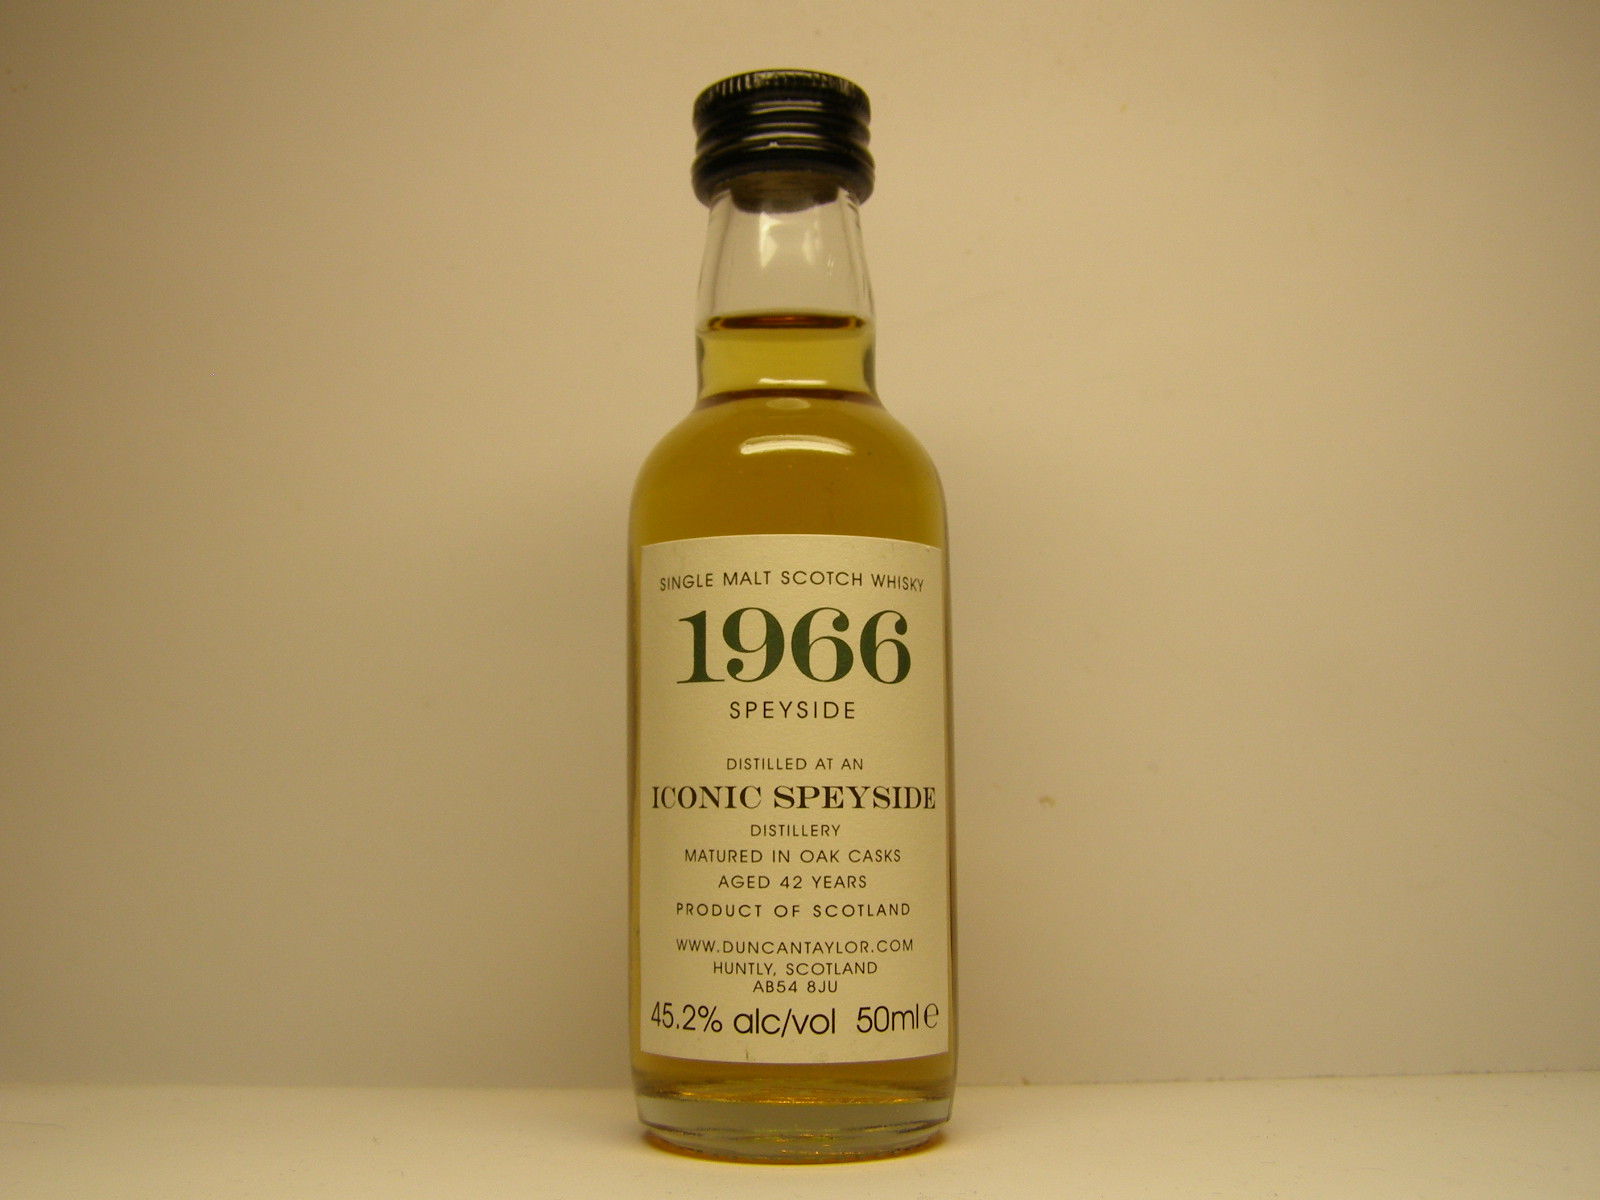 SINGLE MALT SCOTCH WHISKY
1966
SPEYSIDE
DISTILLED AT AN
ICONIC SPEYSIDE
DISTILLERY
MATURED IN OAK CASKS
AGED 42 YEARS
PRODUCT OF SCOTLAND
WWW.DUNCANTAYLOR.COM
HUNTLY, SCOTLAND
AB54 8JU
45.2% alc/vol 50ml℮